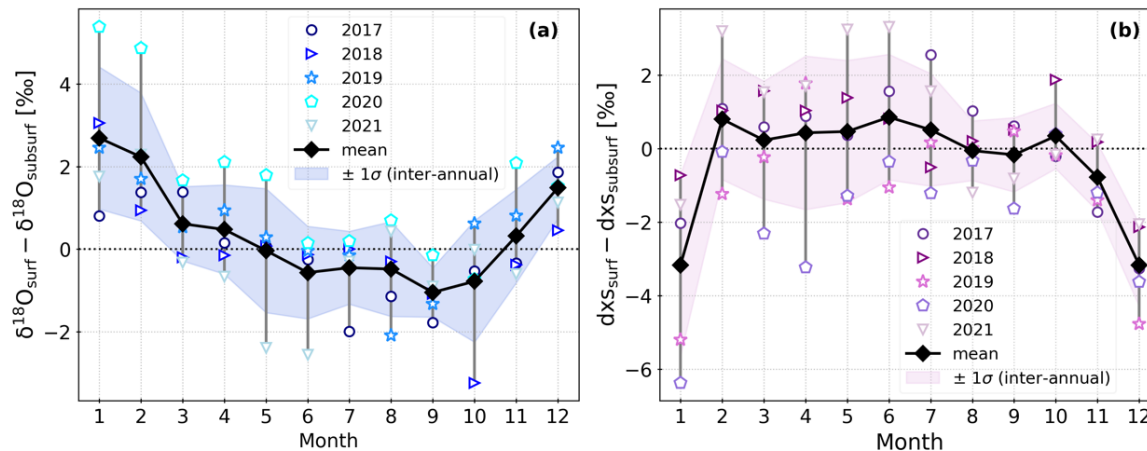 (a)
2017
2018
2019
2020
2021
mean
± 1σ (inter-annual)
δ¹⁸O_surf − δ¹⁸O_subsurf [‰]
4
2
0
−2
1 2 3 4 5 6 7 8 9 10 11 12
Month
(b)
dxs_surf − dxs_subsurf [‰]
2
0
−2
−4
−6
2017
2018
2019
2020
2021
mean
± 1σ (inter-annual)
1 2 3 4 5 6 7 8 9 10 11 12
Month